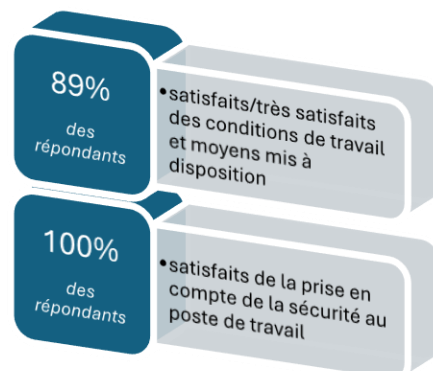 89%
des
répondants
•satisfaits/très satisfaits
des conditions de travail
et moyens mis à
disposition
100%
des
répondants
•satisfaits de la prise en
compte de la sécurité au
poste de travail